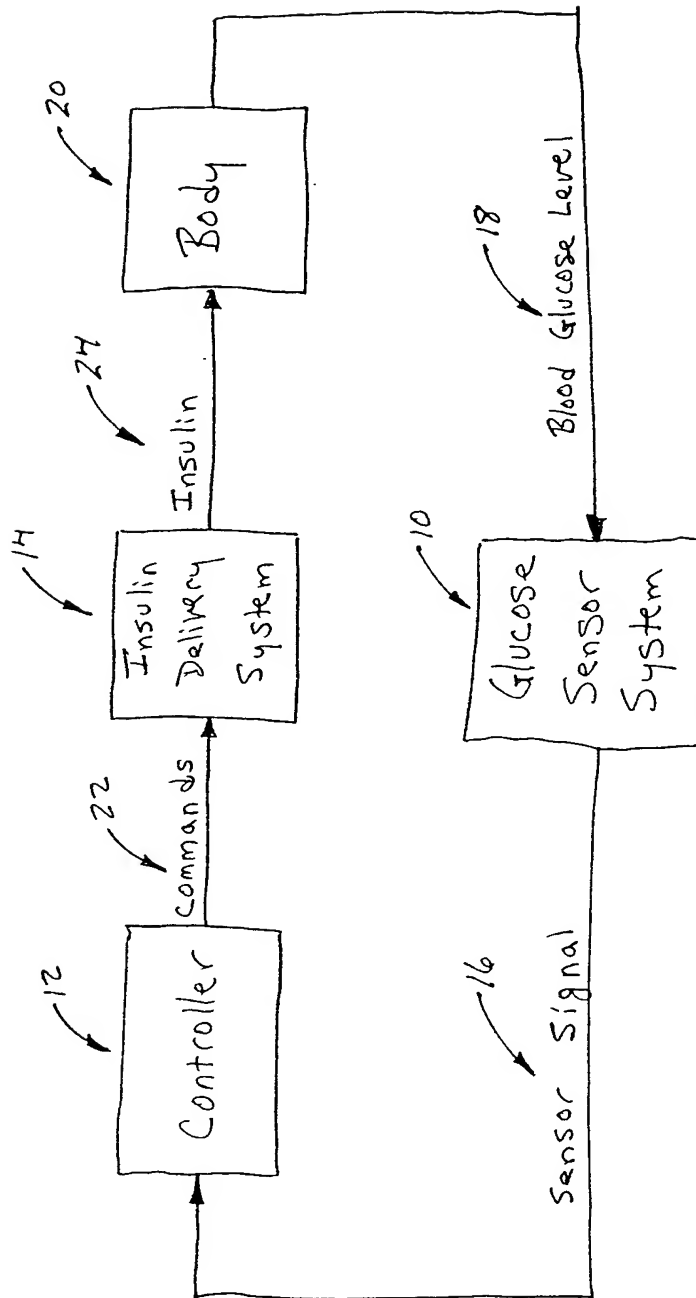 12
Controller
22
Commands
14
Insulin
Delivery
System
24
Insulin
20
Body
16
Sensor Signal
10
Glucose
Sensor
System
18
Blood Glucose Level